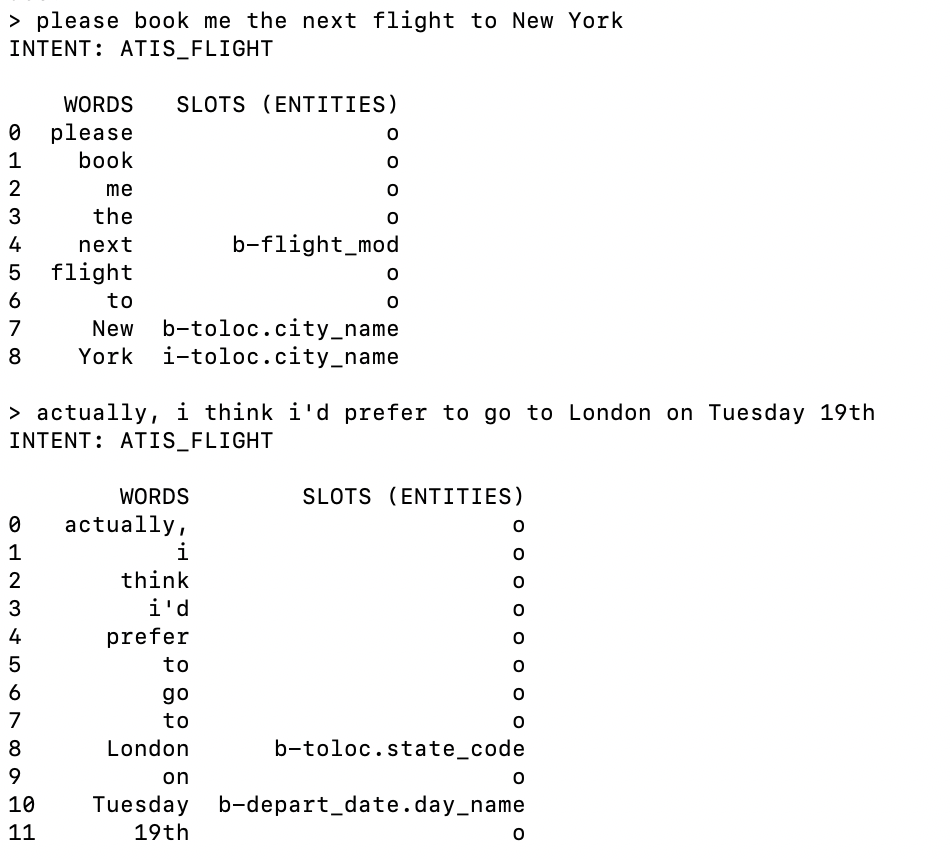 > please book me the next flight to New York
INTENT: ATIS_FLIGHT
WORDS SLOTS (ENTITIES)
0 please o
1 book o
2 me o
3 the o
4 next b-flight_mod
5 flight o
6 to o
7 New b-toloc.city_name
8 York i-toloc.city_name
> actually, i think i'd prefer to go to London on Tuesday 19th
INTENT: ATIS_FLIGHT
WORDS SLOTS (ENTITIES)
0 actually, o
1 i o
2 think o
3 i'd o
4 prefer o
5 to o
6 go o
7 to o
8 London b-toloc.state_code
9 on o
10 Tuesday b-depart_date.day_name
11 19th o